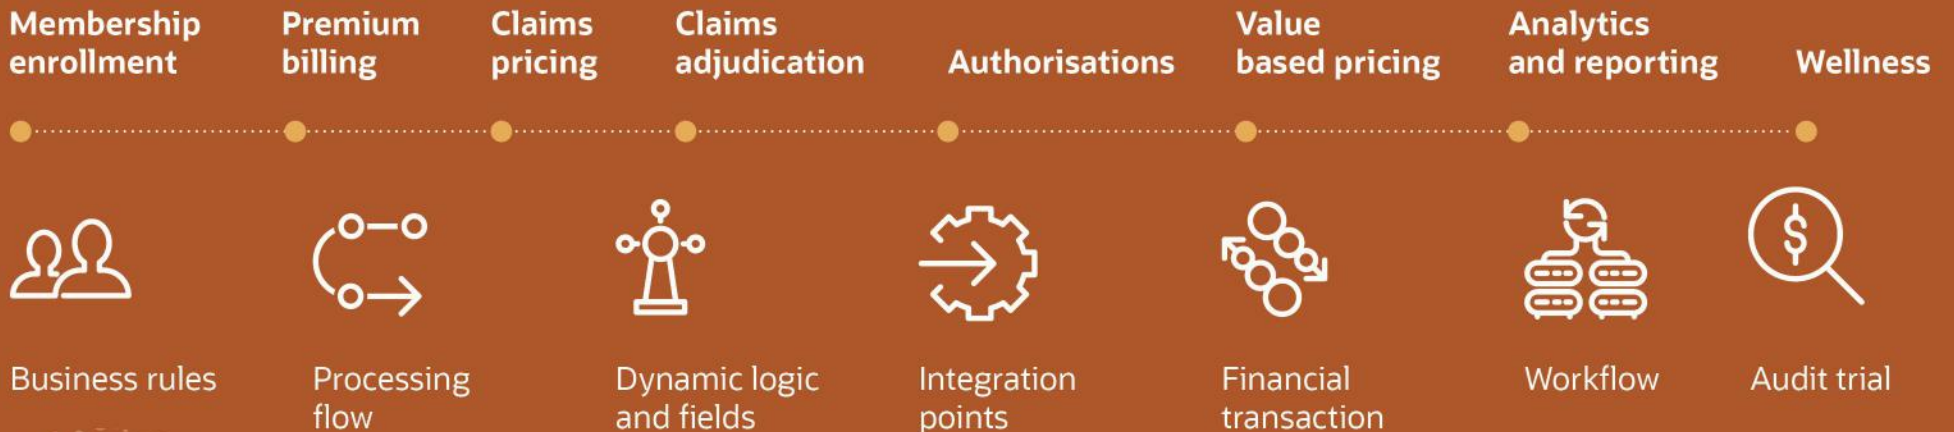 Membership
enrollment
Premium
billing
Claims
pricing
Claims
adjudication
Authorisations
Value
based pricing
Analytics
and reporting
Wellness
Business rules
Processing
flow
Dynamic logic
and fields
Integration
points
Financial
transaction
Workflow
Audit trial